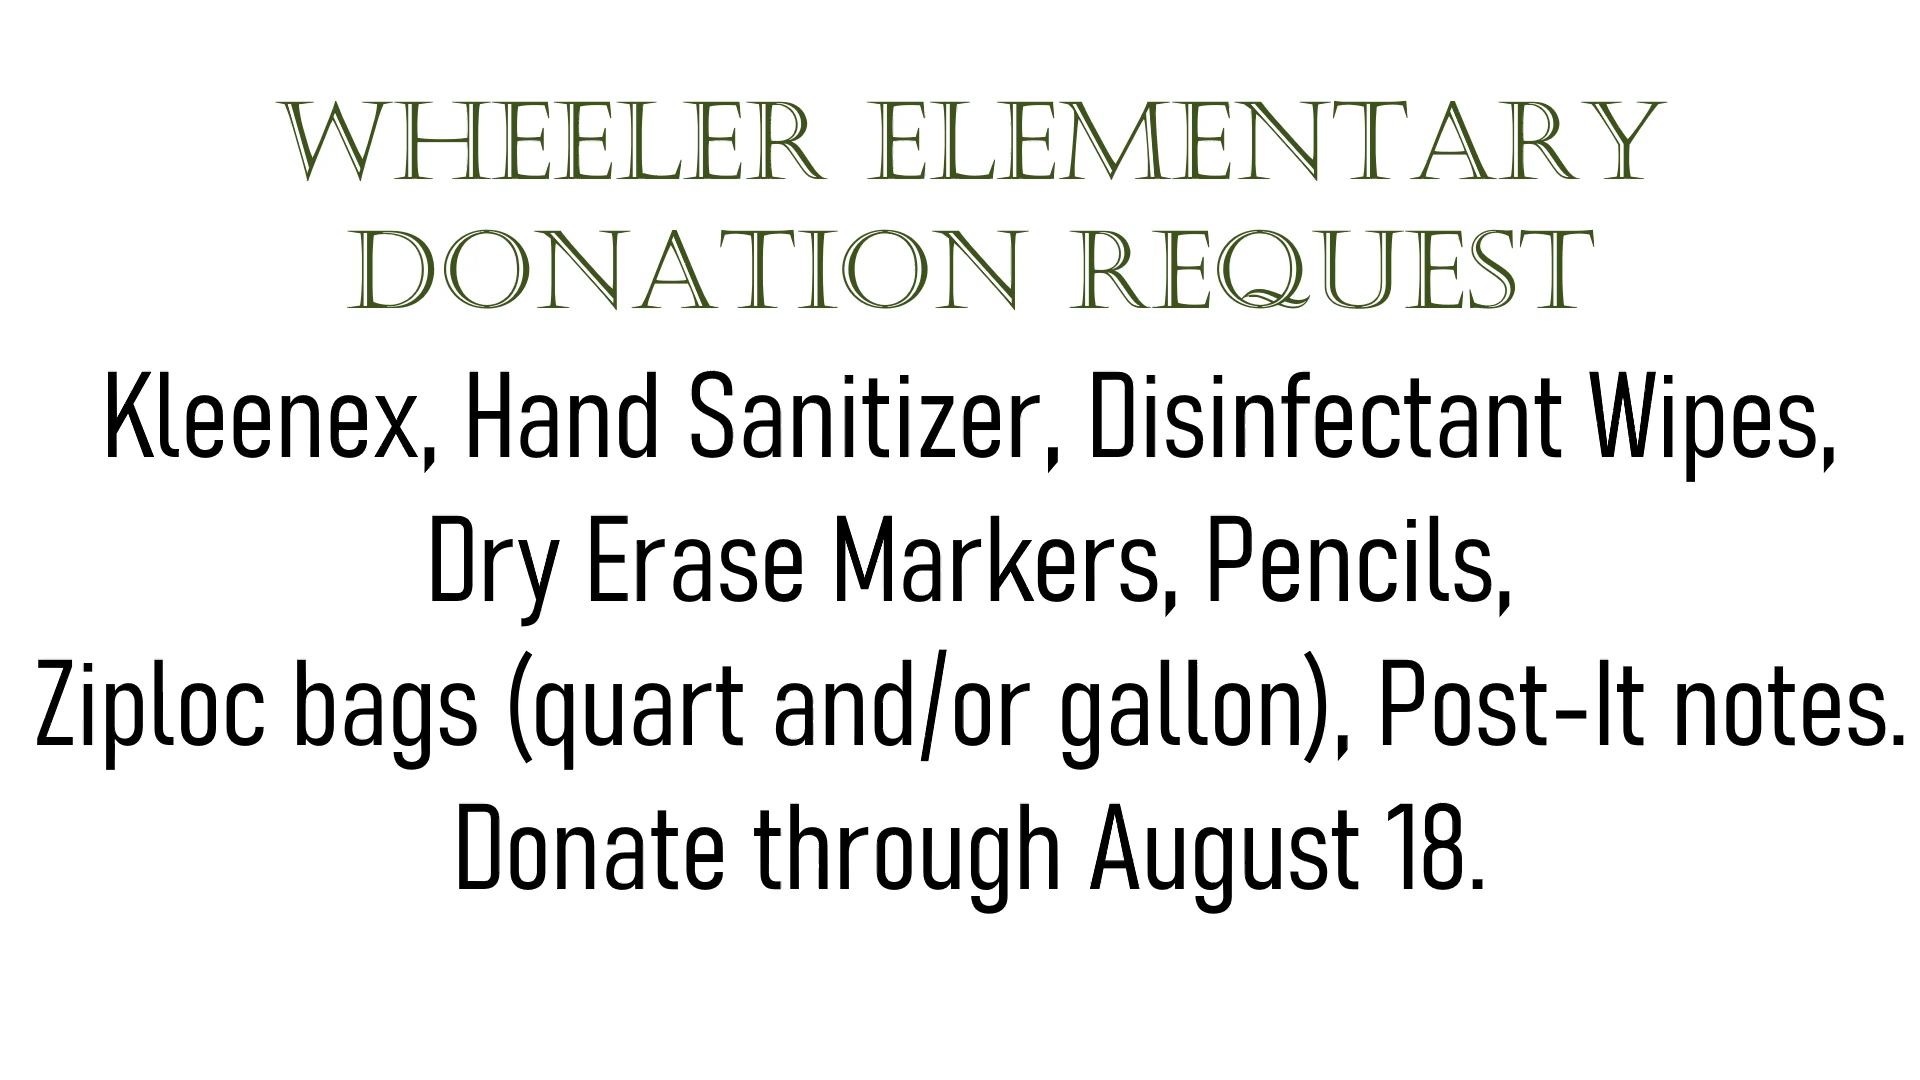 WHEELER ELEMENTARY
DONATION REQUEST
Kleenex, Hand Sanitizer, Disinfectant Wipes,
Dry Erase Markers, Pencils,
Ziploc bags (quart and/or gallon), Post-It notes.
Donate through August 18.